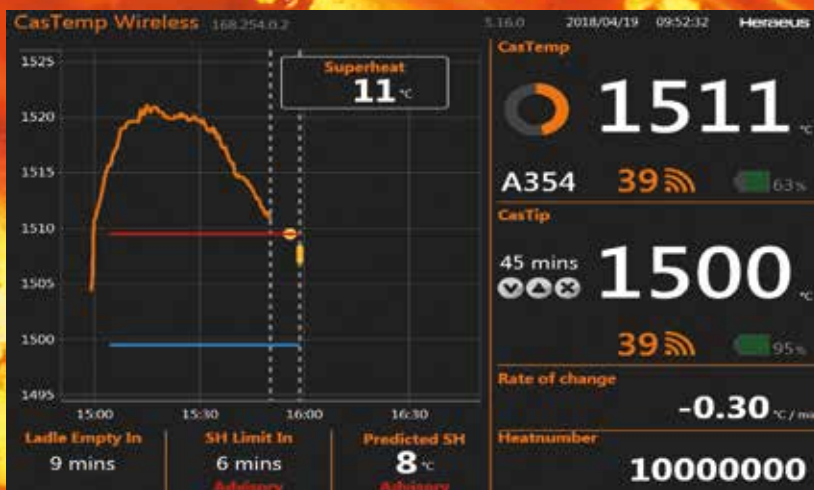 CasTemp Wireless 168.254.0.2
5.16.0 2018/04/19 09:52:32 Heraeus
1525
1520
1515
1510
1505
1500
1495
15:00 15:30 16:00 16:30
Superheat
11 °C
Ladle Empty In
9 mins
SH Limit In
6 mins
Advisory
Predicted SH
8 °C
Advisory
CasTemp
1511 °C
A354 39 63%
CasTip
45 mins
1500 °C
39 95%
Rate of change
-0.30 °C / min
Heatnumber
10000000